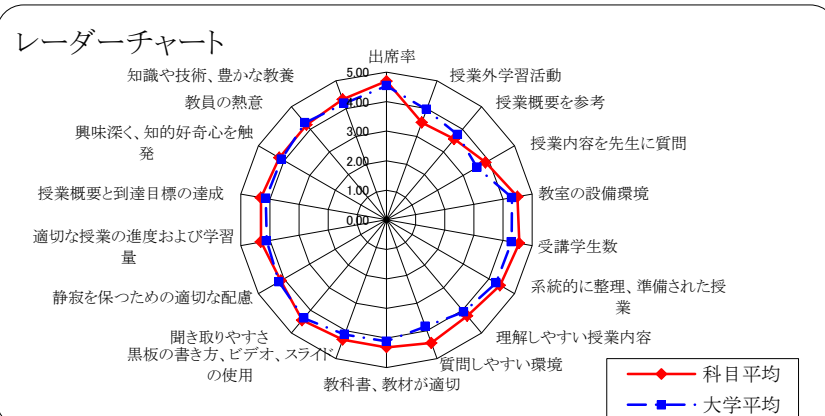 レーダーチャート
出席率
授業外学習活動
授業概要を参考
授業内容を先生に質問
教室の設備環境
受講学生数
系統的に整理、準備された授
業
理解しやすい授業内容
質問しやすい環境
教科書、教材が適切
黒板の書き方、ビデオ、スライド
の使用
聞き取りやすさ
静寂を保つための適切な配慮
適切な授業の進度および学習
量
授業概要と到達目標の達成
興味深く、知的好奇心を触
発
教員の熱意
知識や技術、豊かな教養
5.00
4.00
3.00
2.00
1.00
0.00
科目平均
大学平均